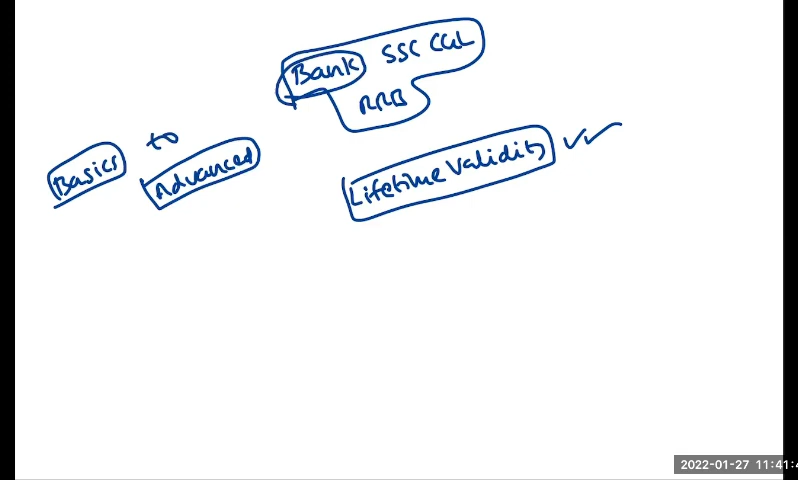 Bank SSC CGL
RRB
Basics to Advanced
Lifetime Validity
2022-01-27 11:41:4